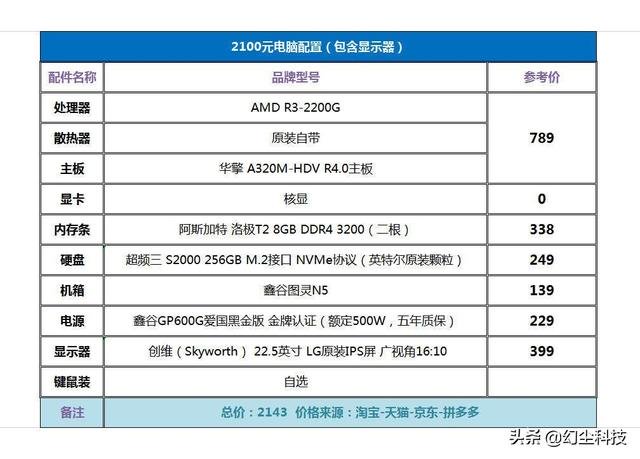 2100元电脑配置（包含显示器）
配件名称 品牌型号 参考价
处理器 AMD R3-2200G
散热器 原装自带 789
主板 华擎 A320M-HDV R4.0主板
显卡 核显 0
内存条 阿斯加特 洛极T2 8GB DDR4 3200（二根） 338
硬盘 超频三 S2000 256GB M.2接口 NVMe协议（英特尔原装颗粒） 249
机箱 鑫谷图灵N5 139
电源 鑫谷GP600G爱国黑金版 金牌认证（额定500W，五年质保） 229
显示器 创维（Skyworth） 22.5英寸 LG原装IPS屏 广视角16:10 399
键鼠装 自选
备注 总价：2143 价格来源：淘宝-天猫-京东-拼多多
头条 @幻尘科技